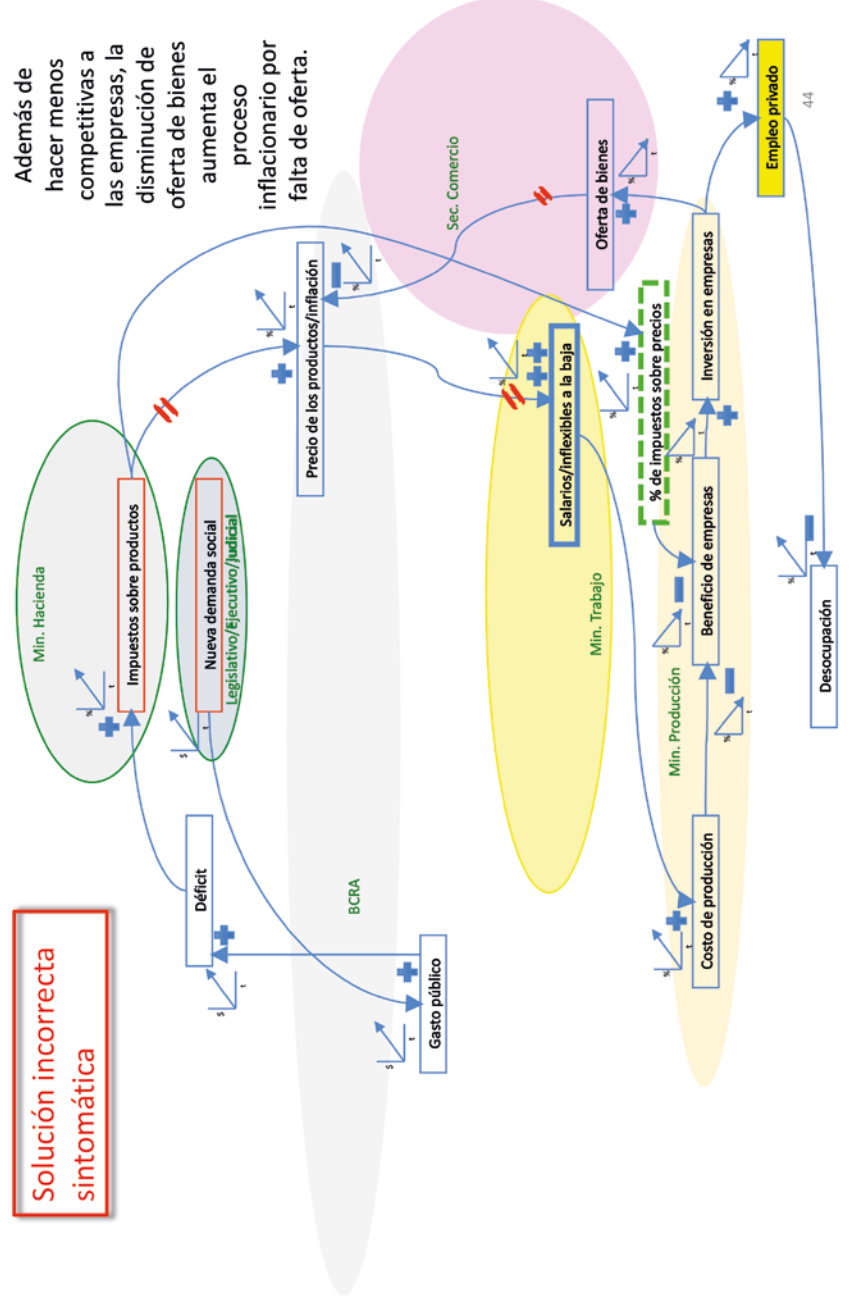 Solución incorrecta
sintomática
Además de
hacer menos
competitivas a
las empresas, la
disminución de
oferta de bienes
aumenta el
proceso
inflacionario por
falta de oferta.
Min. Hacienda
%
t
Impuestos sobre productos
$
t
Nueva demanda social
Legislativo/Ejecutivo/Judicial
Déficit
$
t
%
t
Precio de los productos/inflación
%
t
BCRA
Gasto público
$
t
Sec. Comercio
%
t
Salarios/inflexibles a la baja
Oferta de bienes
%
t
Min. Trabajo
%
t
% de impuestos sobre precios
%
t
Min. Producción
%
t
Costo de producción
%
t
Beneficio de empresas
%
t
Inversión en empresas
%
t
Empleo privado
%
t
Desocupación
44